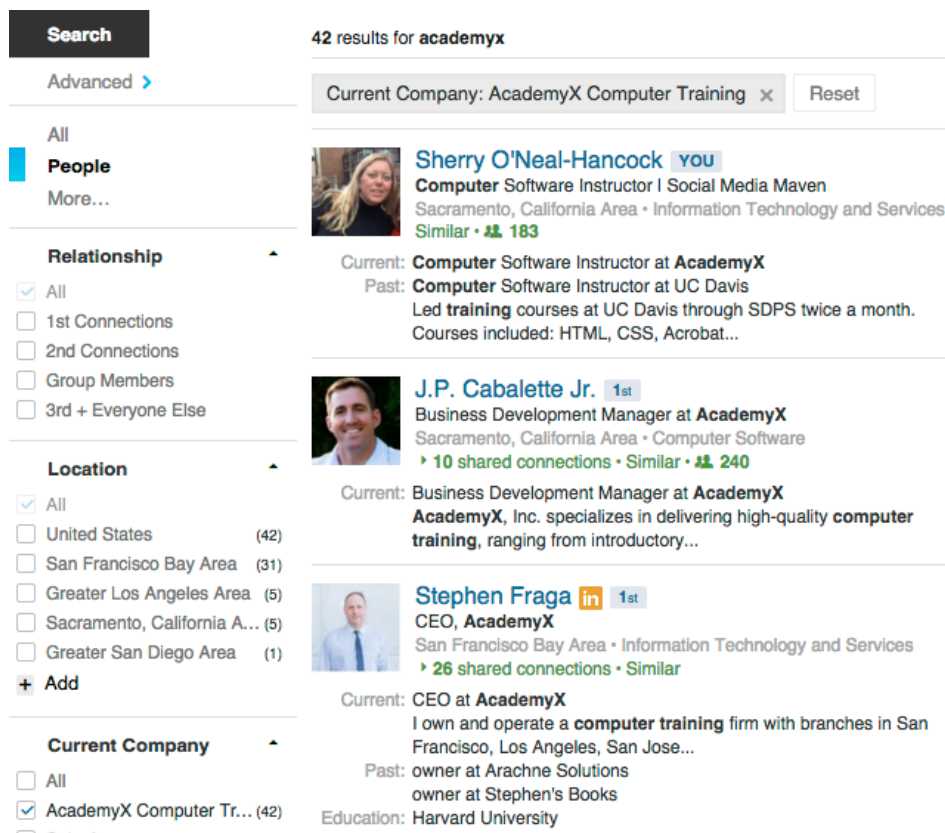 Search
Advanced >
All
People
More...
Relationship
All
1st Connections
2nd Connections
Group Members
3rd + Everyone Else
Location
All
United States (42)
San Francisco Bay Area (31)
Greater Los Angeles Area (5)
Sacramento, California A... (5)
Greater San Diego Area (1)
+ Add
Current Company
All
AcademyX Computer Tr... (42)
42 results for academyx
Current Company: AcademyX Computer Training × Reset
Sherry O'Neal-Hancock YOU
Computer Software Instructor | Social Media Maven
Sacramento, California Area • Information Technology and Services
Similar • 183
Current: Computer Software Instructor at AcademyX
Past: Computer Software Instructor at UC Davis
Led training courses at UC Davis through SDPS twice a month.
Courses included: HTML, CSS, Acrobat...
J.P. Cabalette Jr. 1st
Business Development Manager at AcademyX
Sacramento, California Area • Computer Software
10 shared connections • Similar • 240
Current: Business Development Manager at AcademyX
AcademyX, Inc. specializes in delivering high-quality computer
training, ranging from introductory...
Stephen Fraga in 1st
CEO, AcademyX
San Francisco Bay Area • Information Technology and Services
26 shared connections • Similar
Current: CEO at AcademyX
I own and operate a computer training firm with branches in San
Francisco, Los Angeles, San Jose...
Past: owner at Arachne Solutions
owner at Stephen's Books
Education: Harvard University